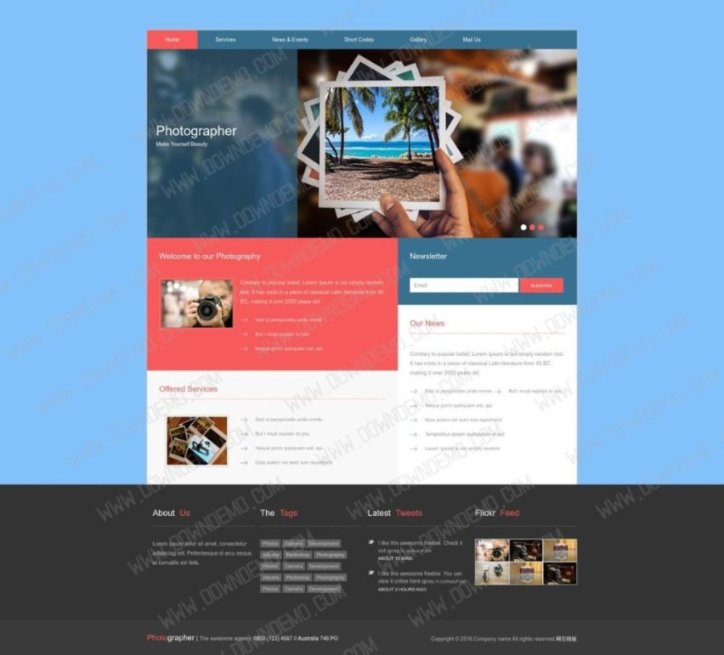 Home Services News & Events Short Codes Gallery Mail Us
Photographer
Make Yourself Beauty
Welcome to our Photography
Contrary to popular belief, Lorem Ipsum is not simply random
text. It has roots in a piece of classical Latin literature from 45
BC, making it over 2000 years old.
Sed ut perspiciatis unde omnis
But I must explain to you
Neque porro quisquam est, qui
Newsletter
Email Subscribe
Our News
Contrary to popular belief, Lorem Ipsum is not simply random
text. It has roots in a piece of classical Latin literature from 45 BC,
making it over 2000 years old.
Sed ut perspiciatis unde omnis But I must explain to you
Neque porro quisquam est, qui
Quis autem vel eum iure reprehenderit
Temporibus autem quibusdam et aut
Lorem Ipsum is not simply random
Offered Services
Sed ut perspiciatis unde omnis
But I must explain to you
Neque porro quisquam est, qui
Quis autem vel eum iure reprehenderit
About Us
Lorem ipsum dolor sit amet, consectetur
adipiscing elit. Pellentesque id arcu neque,
at convallis est felis.
The Tags
Photos Camera Development
Albums Photoshop Photography
Photos Camera Development
Albums Photoshop Photography
Photos Camera Development
Latest Tweets
I like this awesome freebie. Check it
I like this awesome freebie. You can
view it online here
ABOUT 2 HOURS AGO
Flickr Feed
Photographer | The awesome agency. 0800 (123) 4567 // Australia 746 PO
Copyright © 2016.Company name All rights reserved.网页模板
WWW.DOWNDEMO.COM